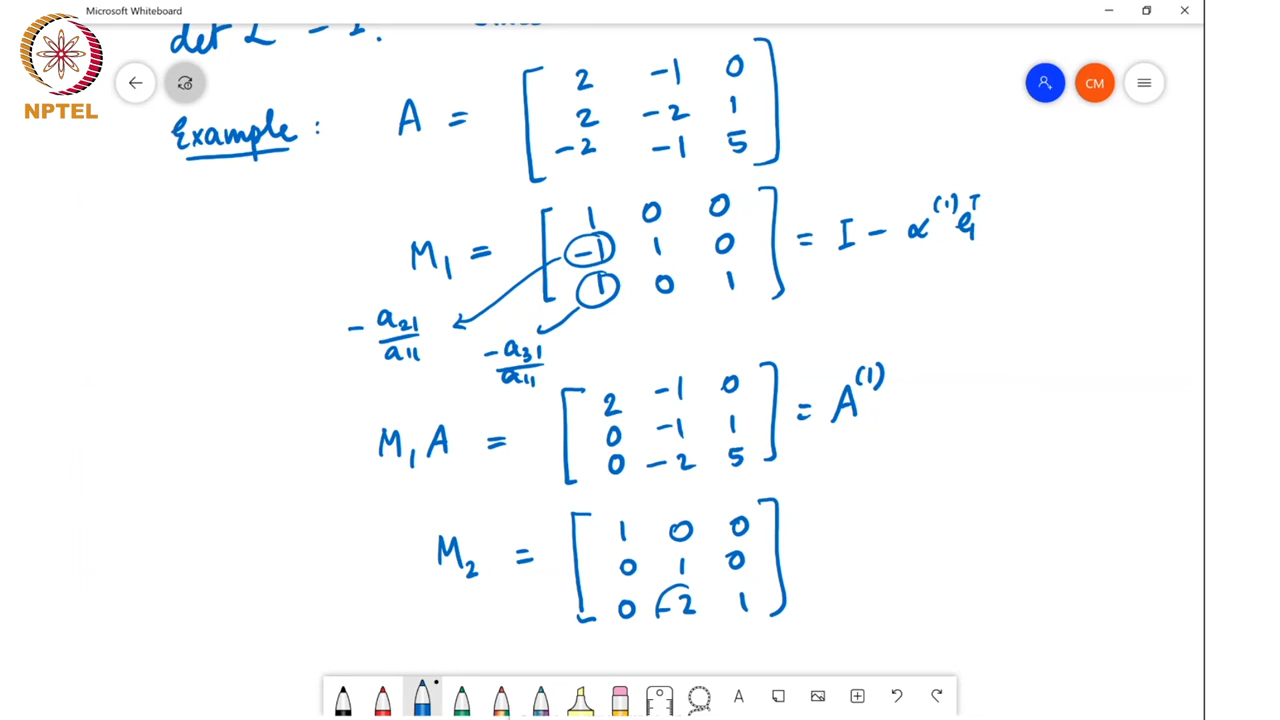 Microsoft Whiteboard
NPTEL
CM
det L = I.
Example :
A = [ 2 -1 0
2 -2 1
-2 -1 5 ]
M₁ = [ 1 0 0
-1 1 0
1 0 1 ] = I - α⁽¹⁾ e₁ᵀ
- a₂₁/a₁₁
- a₃₁/a₁₁
M₁ A = [ 2 -1 0
0 -1 1
0 -2 5 ] = A⁽¹⁾
M₂ = [ 1 0 0
0 1 0
0 -2 1 ]
A